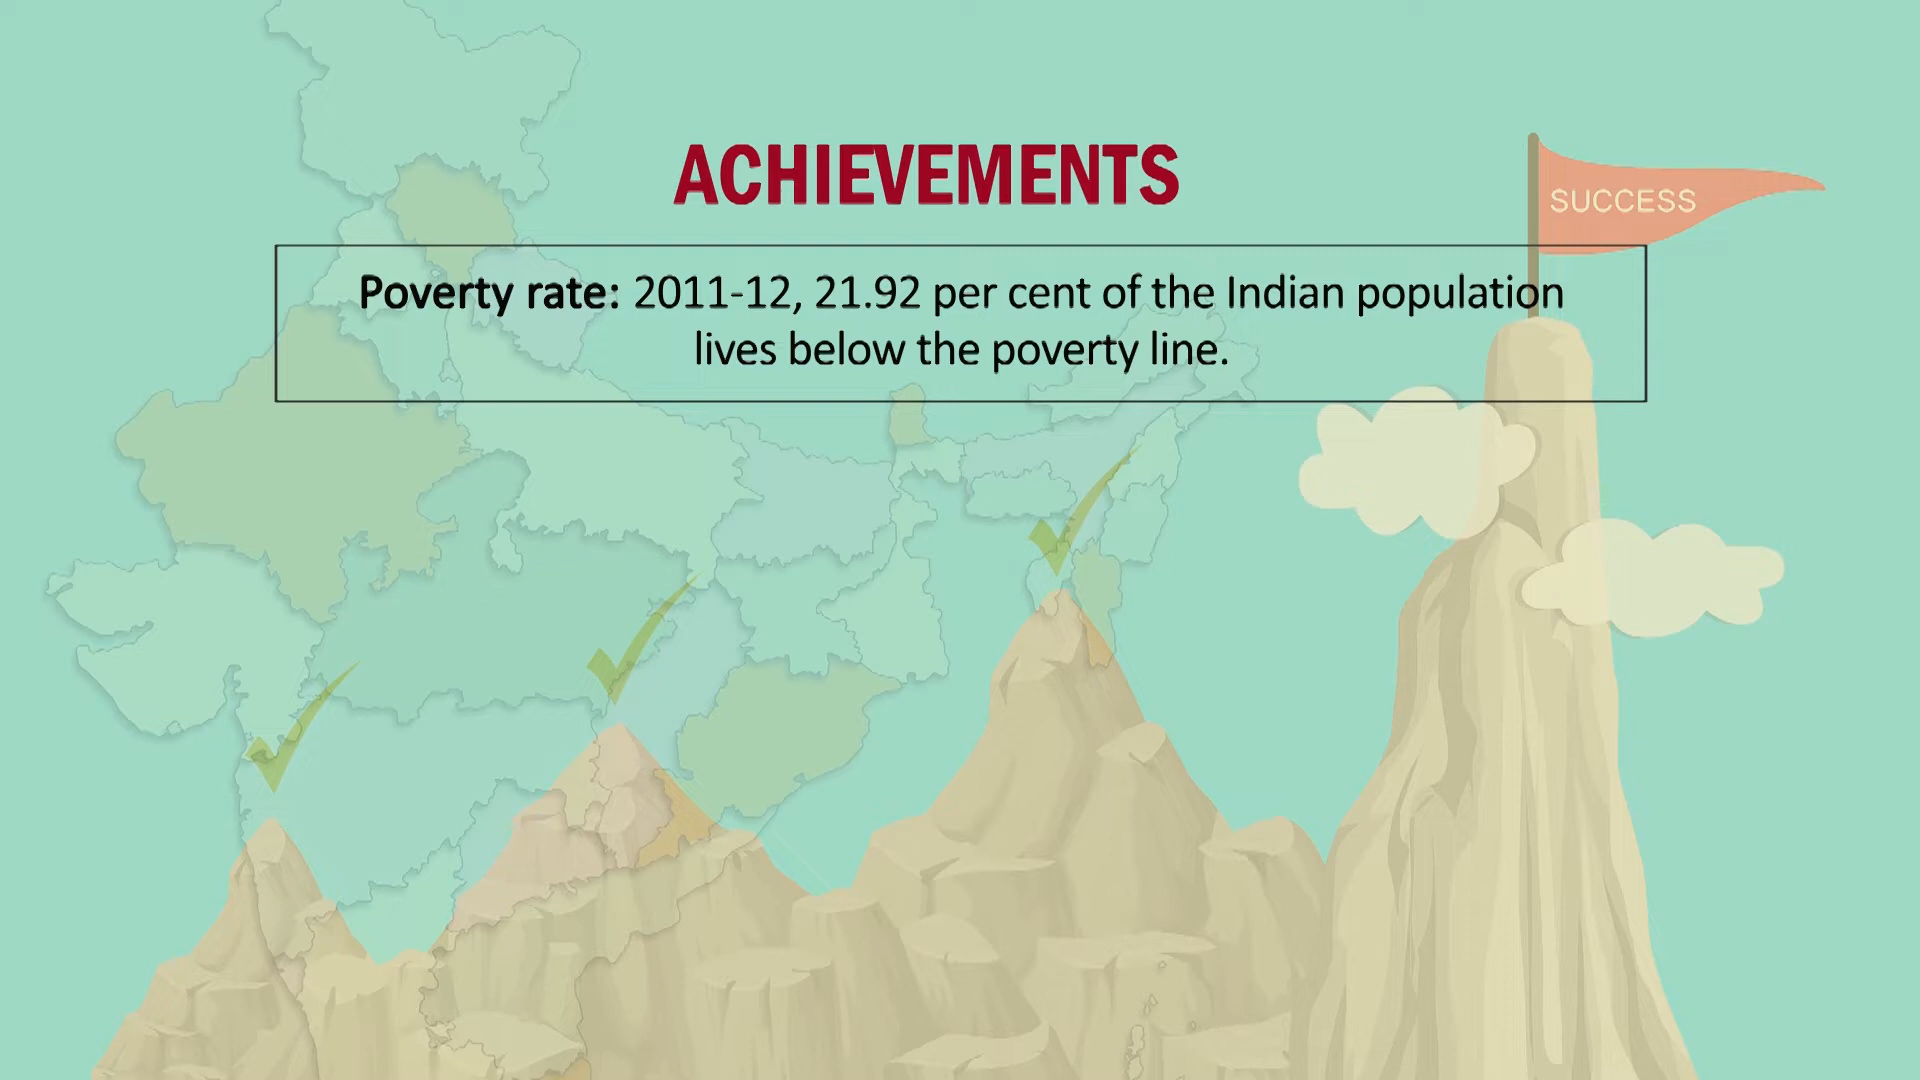 ACHIEVEMENTS
SUCCESS
Poverty rate: 2011-12, 21.92 per cent of the Indian population
lives below the poverty line.